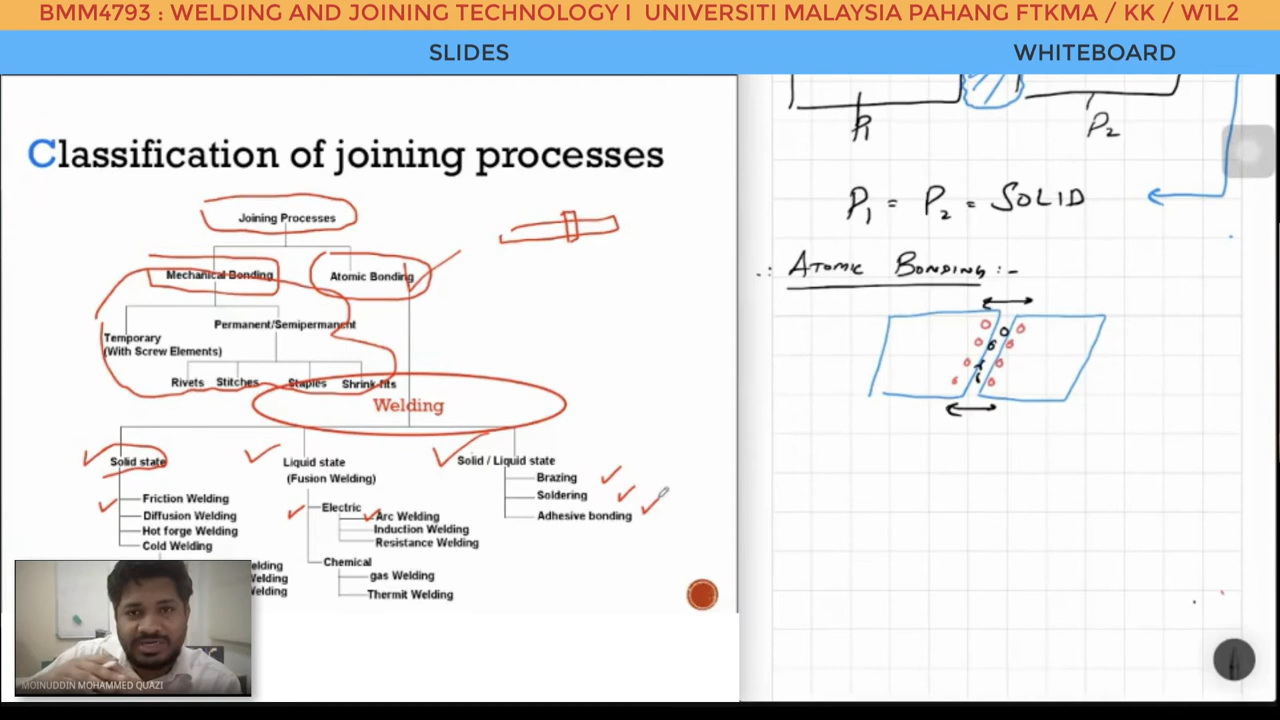 BMM4793 : WELDING AND JOINING TECHNOLOGY I UNIVERSITI MALAYSIA PAHANG FTKMA / KK / W1L2
SLIDES
WHITEBOARD
Classification of joining processes
Joining Processes
Mechanical Bonding
Atomic Bonding
Permanent/Semipermanent
Temporary
(With Screw Elements)
Rivets
Stitches
Staples
Shrink-fits
Welding
Solid state
Friction Welding
Diffusion Welding
Hot forge Welding
Cold Welding
elding
Welding
Welding
Liquid state
(Fusion Welding)
Electric
Arc Welding
Induction Welding
Resistance Welding
Chemical
gas Welding
Thermit Welding
Solid / Liquid state
Brazing
Soldering
Adhesive bonding
MOINUDDIN MOHAMMED QUAZI
P1
P2
P1 = P2 = SOLID
∴ ATOMIC BONDING :-